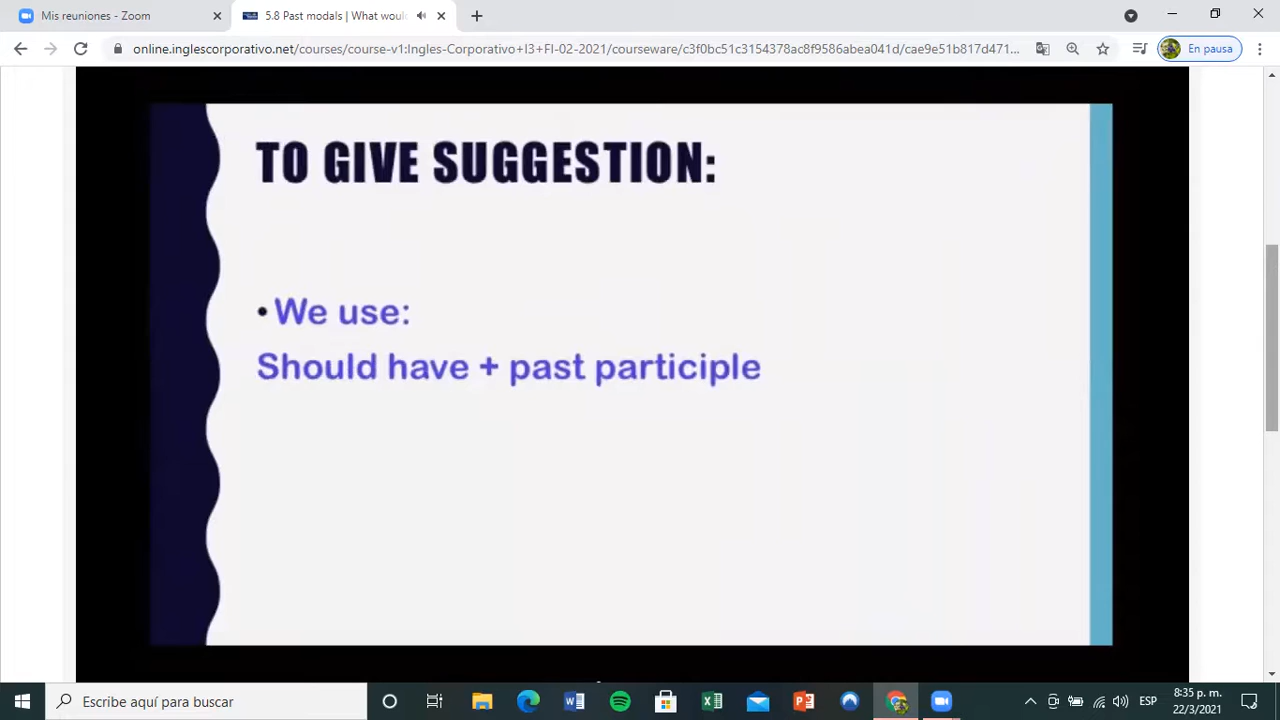 Mis reuniones - Zoom
5.8 Past modals | What would
online.inglescorporativo.net/courses/course-v1:Ingles-Corporativo+I3+FI-02-2021/courseware/c3f0bc51c3154378ac8f9586abea041d/cae9e51b817d471...
En pausa
TO GIVE SUGGESTION:
• We use:
Should have + past participle
Escribe aquí para buscar
ESP
8:35 p. m.
22/3/2021